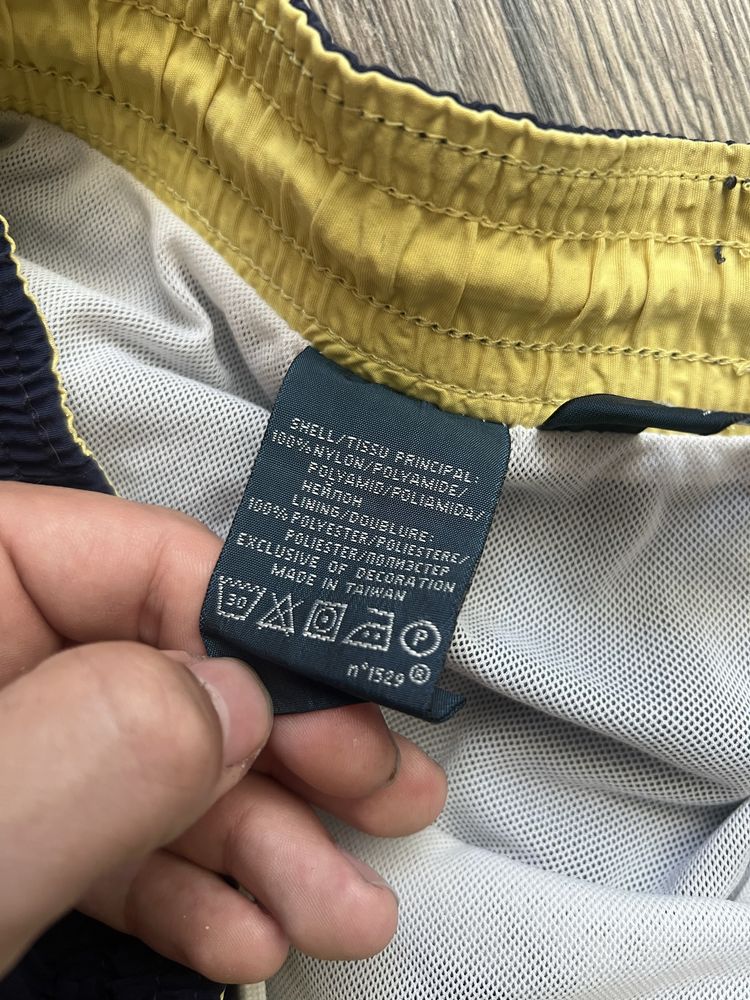 SHELL/TISSU PRINCIPAL:
100% NYLON/POLYAMIDE/
POLYAMID/POLIAMIDA/
НЕЙЛОН
LINING/DOUBLURE:
100% POLYESTER/POLIESTERE/
POLIESTER/ПОЛИЭСТЕР
EXCLUSIVE OF DECORATION
MADE IN TAIWAN
30 P
n°1529 ®